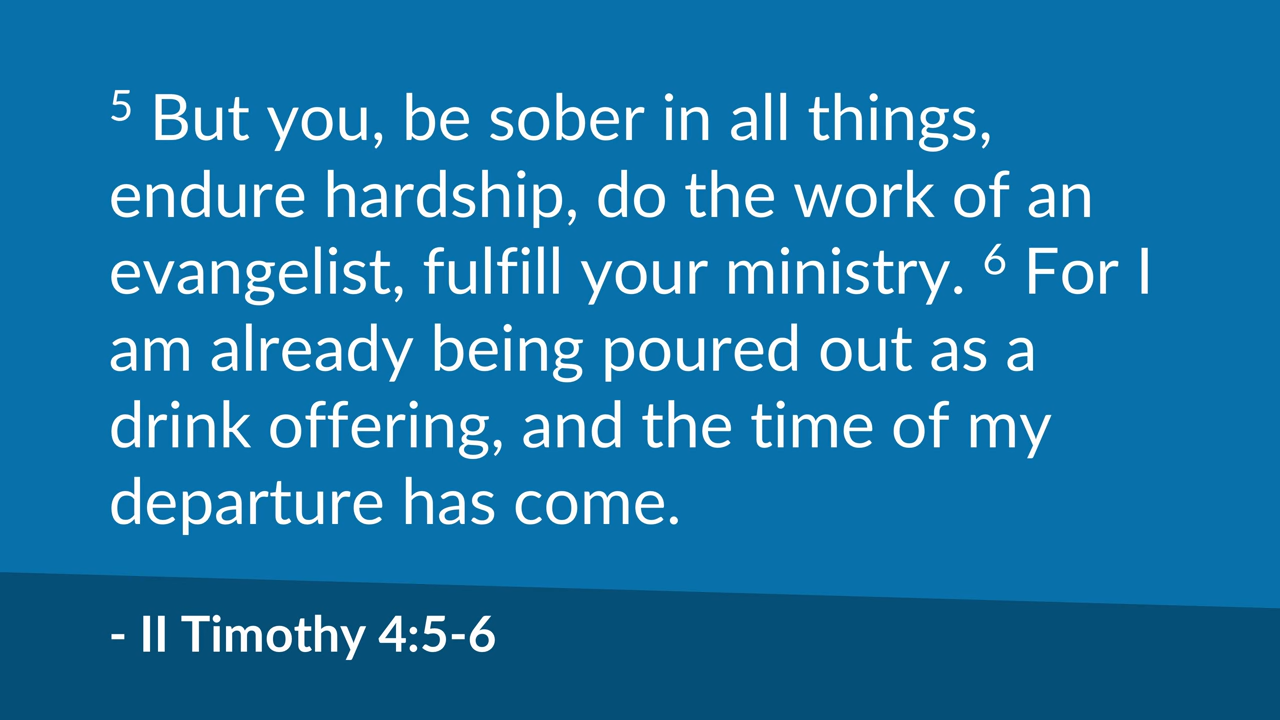 5 But you, be sober in all things,
endure hardship, do the work of an
evangelist, fulfill your ministry. 6 For I
am already being poured out as a
drink offering, and the time of my
departure has come.
- II Timothy 4:5-6